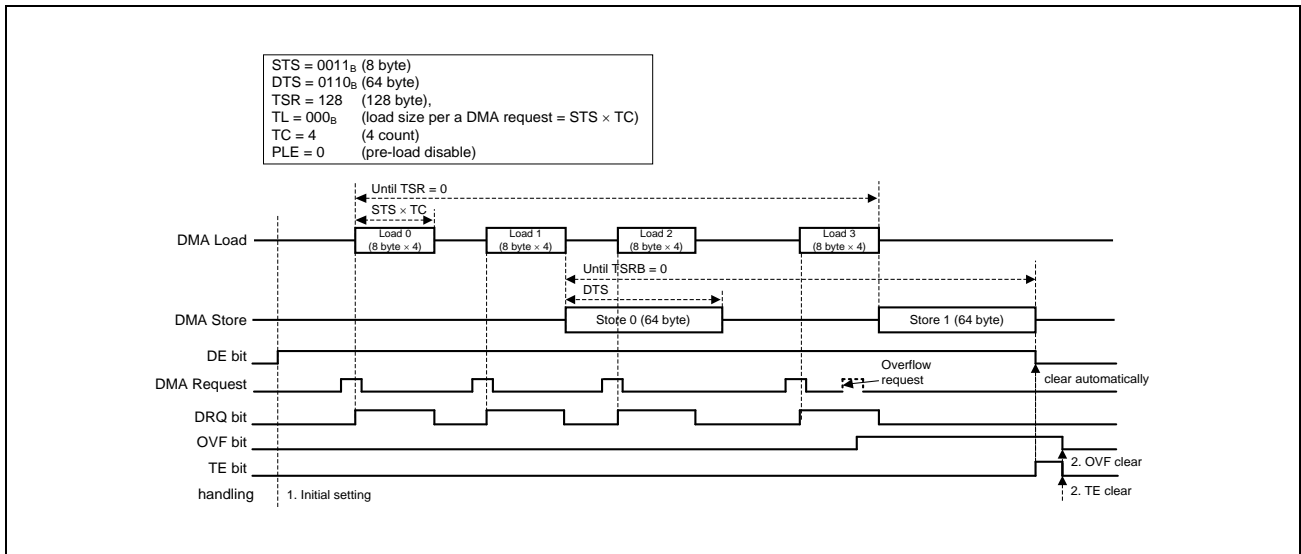 STS = 0011B (8 byte)
DTS = 0110B (64 byte)
TSR = 128 (128 byte),
TL = 000B (load size per a DMA request = STS × TC)
TC = 4 (4 count)
PLE = 0 (pre-load disable)
Until TSR = 0
STS × TC
DMA Load
Load 0
(8 byte × 4)
Load 1
(8 byte × 4)
Load 2
(8 byte × 4)
Load 3
(8 byte × 4)
Until TSRB = 0
DTS
DMA Store
Store 0 (64 byte)
Store 1 (64 byte)
DE bit
Overflow
request
clear automatically
DMA Request
DRQ bit
OVF bit
2. OVF clear
TE bit
2. TE clear
handling
1. Initial setting